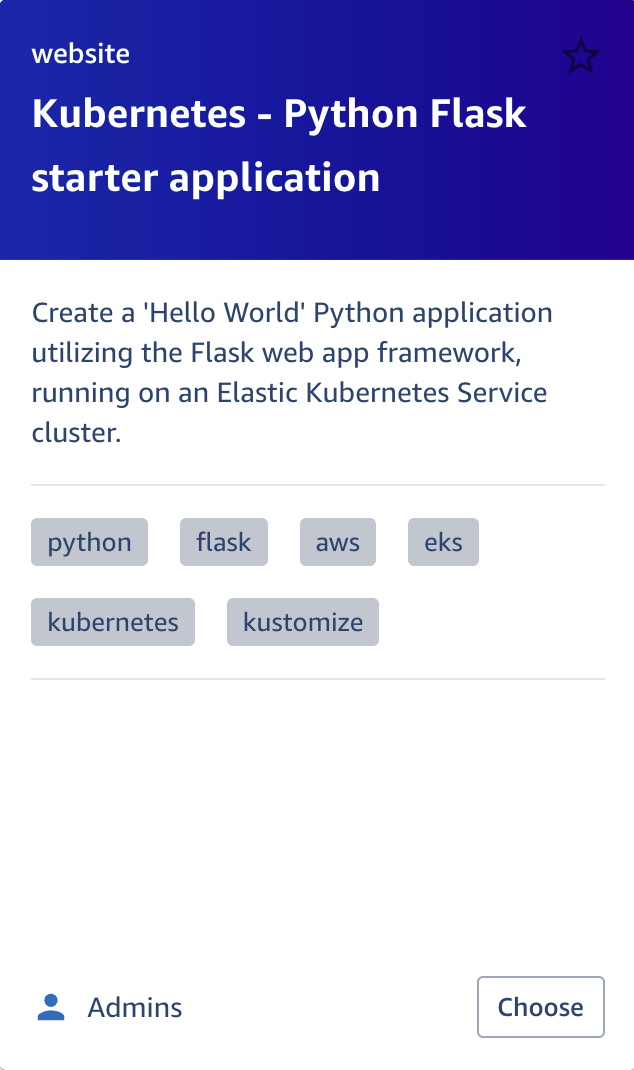 website
Kubernetes - Python Flask
starter application
Create a 'Hello World' Python application
utilizing the Flask web app framework,
running on an Elastic Kubernetes Service
cluster.
python flask aws eks
kubernetes kustomize
Admins Choose